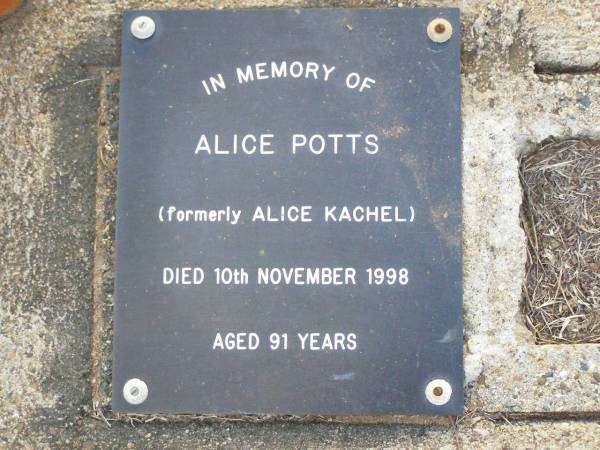 IN MEMORY OF
ALICE POTTS
(formerly ALICE KACHEL)
DIED 10th NOVEMBER 1998
AGED 91 YEARS